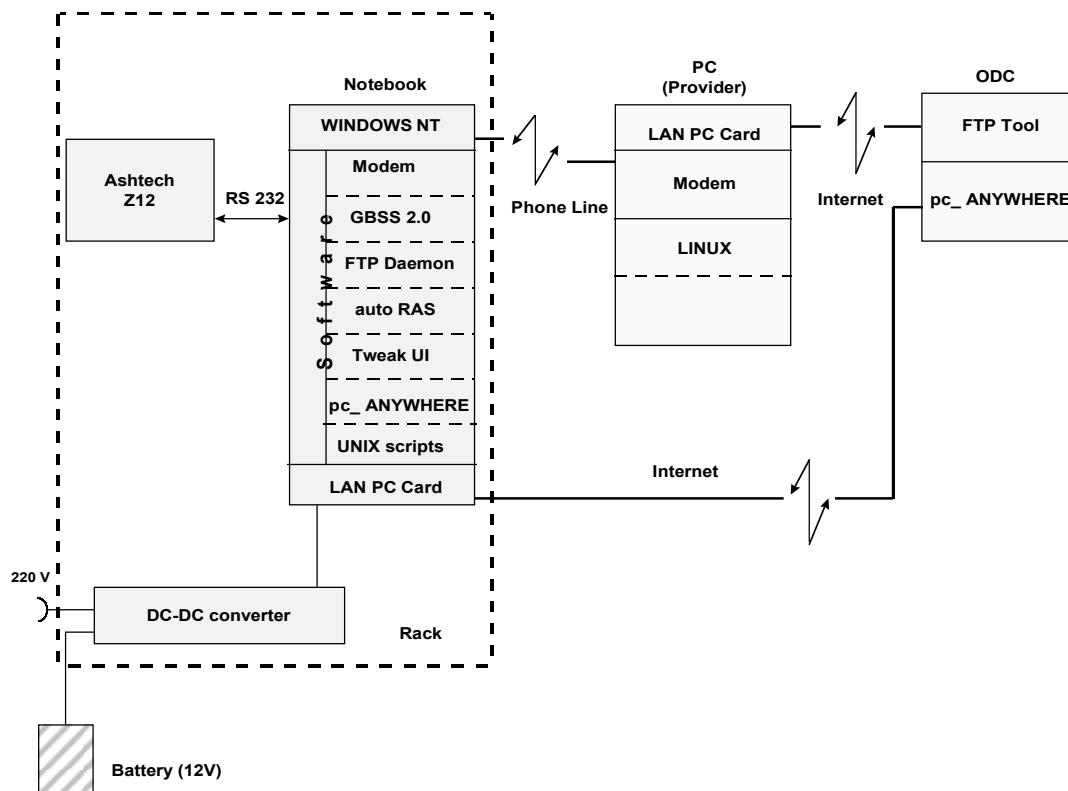 PC
(Provider)
ODC
Notebook
WINDOWS NT
LAN PC Card
FTP Tool
Ashtech
Z12
RS 232
Software
Modem
GBSS 2.0
FTP Daemon
auto RAS
Tweak UI
pc_ ANYWHERE
UNIX scripts
LAN PC Card
Phone Line
Modem
LINUX
Internet
pc_ ANYWHERE
Internet
220 V
DC-DC converter
Rack
Battery (12V)